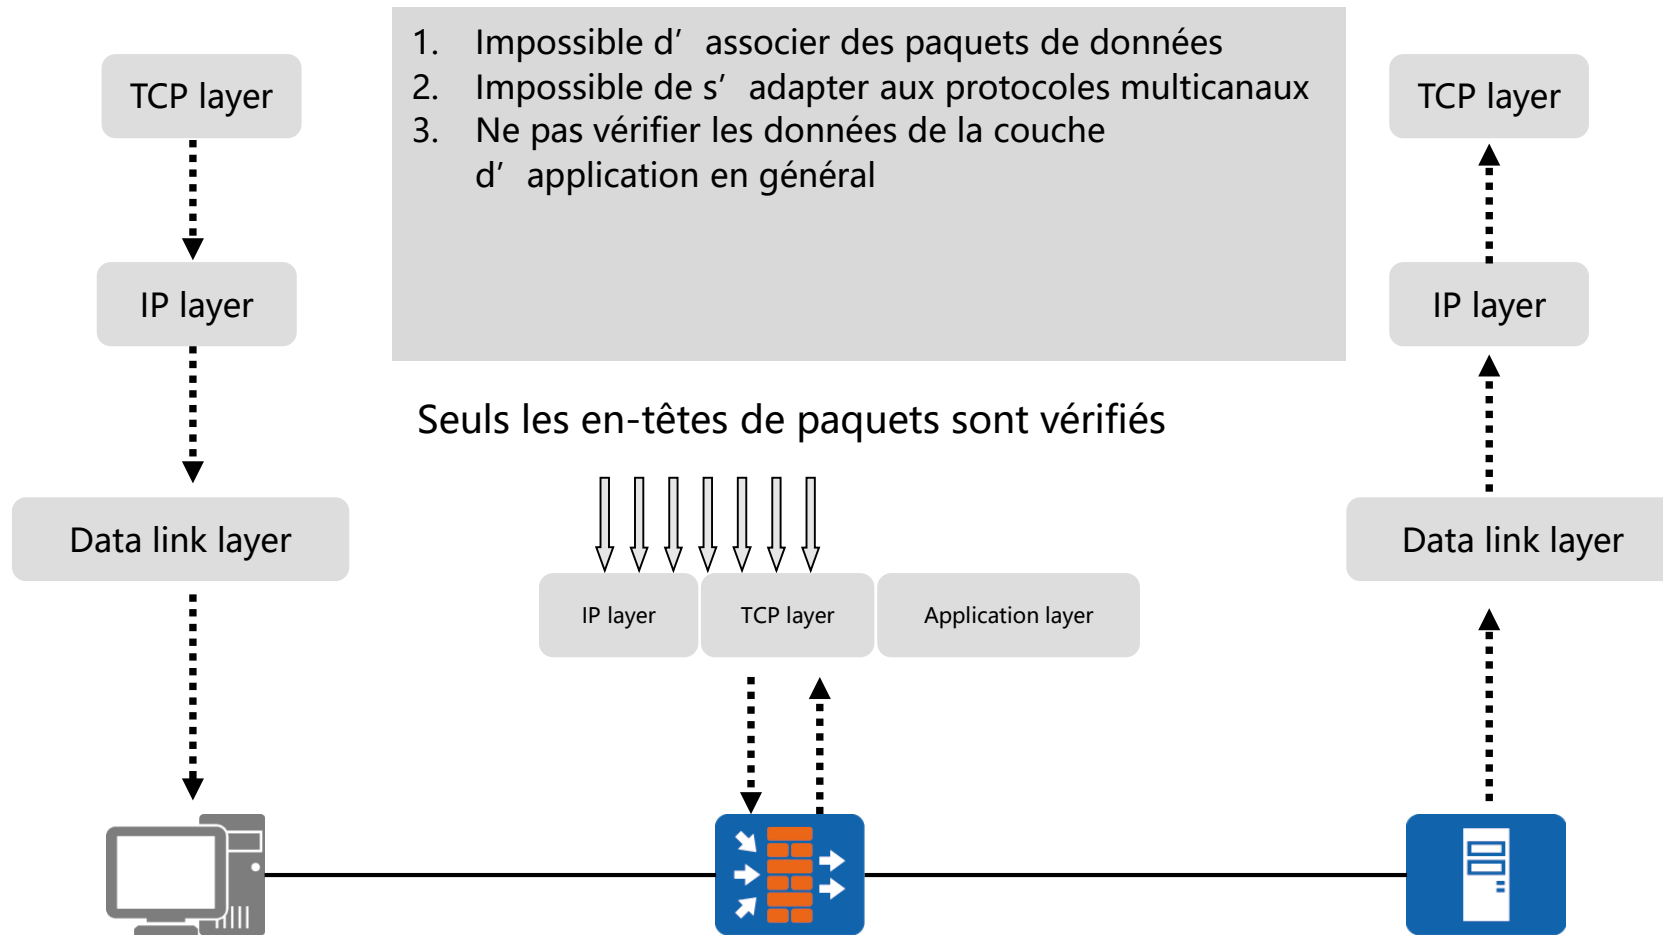 1. Impossible d’ associer des paquets de données
2. Impossible de s’ adapter aux protocoles multicanaux
3. Ne pas vérifier les données de la couche
d’ application en général
TCP layer
IP layer
Data link layer
Seuls les en-têtes de paquets sont vérifiés
IP layer
TCP layer
Application layer
TCP layer
IP layer
Data link layer